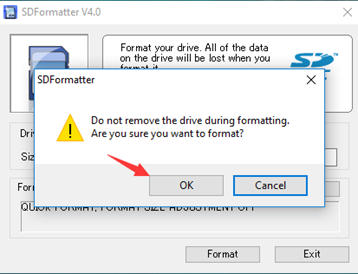 SDFormatter V4.0
Format your drive. All of the data
on the drive will be lost when you
format it.
SD
SDFormatter
Do not remove the drive during formatting.
Are you sure you want to format?
OK
Cancel
Driv
Siz
Form
QUICK FORMAT, FORMAT SIZE ADJUSTMENT OFF
Format
Exit